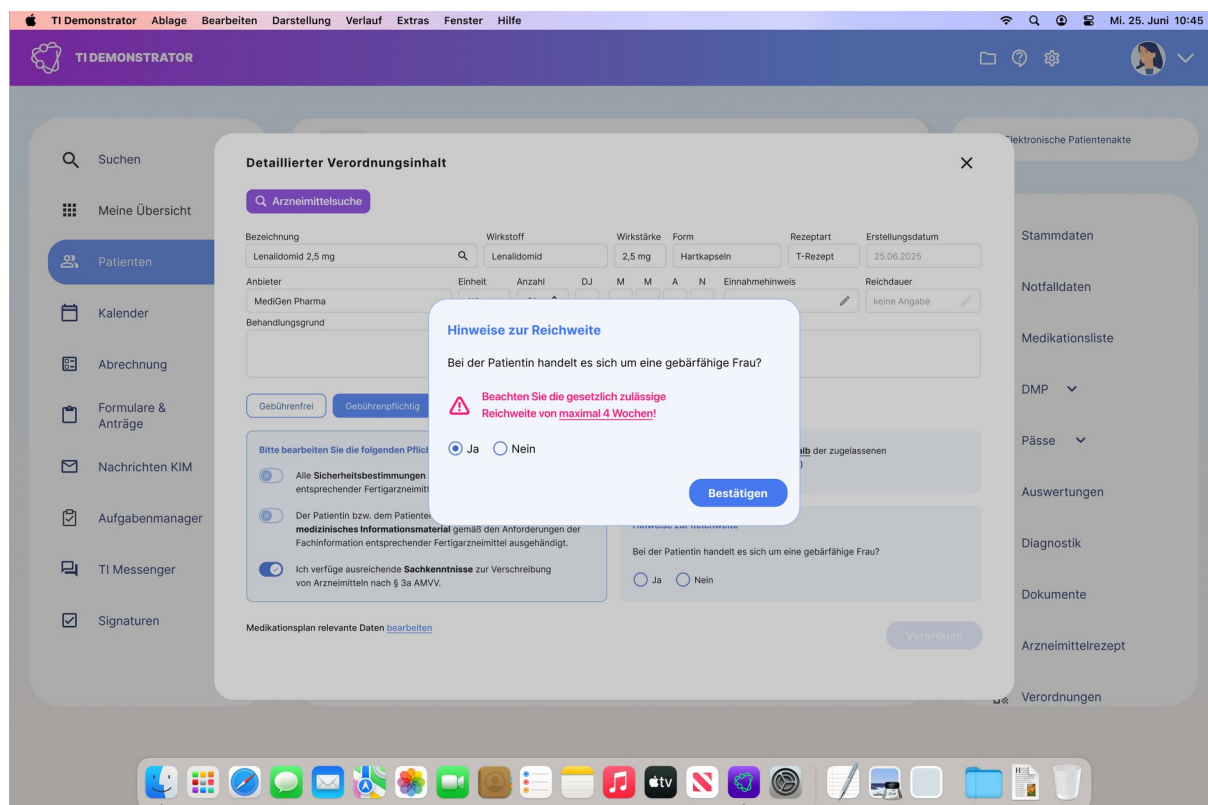 TI Demonstrator Ablage Bearbeiten Darstellung Verlauf Extras Fenster Hilfe
Mi. 25. Juni 10:45
TI DEMONSTRATOR
Suchen
Meine Übersicht
Patienten
Kalender
Abrechnung
Formulare &
Anträge
Nachrichten KIM
Aufgabenmanager
TI Messenger
Signaturen
Detaillierter Verordnungsinhalt
Arzneimittelsuche
Bezeichnung Wirkstoff Wirkstärke Form Rezeptart Erstellungsdatum
Lenalidomid 2,5 mg Lenalidomid 2,5 mg Hartkapseln T-Rezept 25.06.2025
Anbieter Einheit Anzahl DJ M M A N Einnahmehinweis Reichdauer
MediGen Pharma keine Angabe
Behandlungsgrund
Gebührenfrei Gebührenpflichtig
Bitte bearbeiten Sie die folgenden
Alle Sicherheitsbestimmungen
entsprechender
Der Patientin bzw. dem
medizinisches Informationsmaterial gemäß den Anforderungen der
Fachinformation entsprechender Fertigarzneimittel ausgehändigt.
Ich verfüge ausreichende Sachkenntnisse zur Verschreibung
von Arzneimitteln nach § 3a AMVV.
Medikationsplan relevante Daten bearbeiten
Hinweise zur Reichweite
Bei der Patientin handelt es sich um eine gebärfähige Frau?
Beachten Sie die gesetzlich zulässige
Reichweite von maximal 4 Wochen!
Ja Nein
Bestätigen
der zugelassenen
Hinweise zur Reichweite
Bei der Patientin handelt es sich um eine gebärfähige Frau?
Ja Nein
Verordnen
Elektronische Patientenakte
Stammdaten
Notfalldaten
Medikationsliste
DMP
Pässe
Auswertungen
Diagnostik
Dokumente
Arzneimittelrezept
Verordnungen
tv